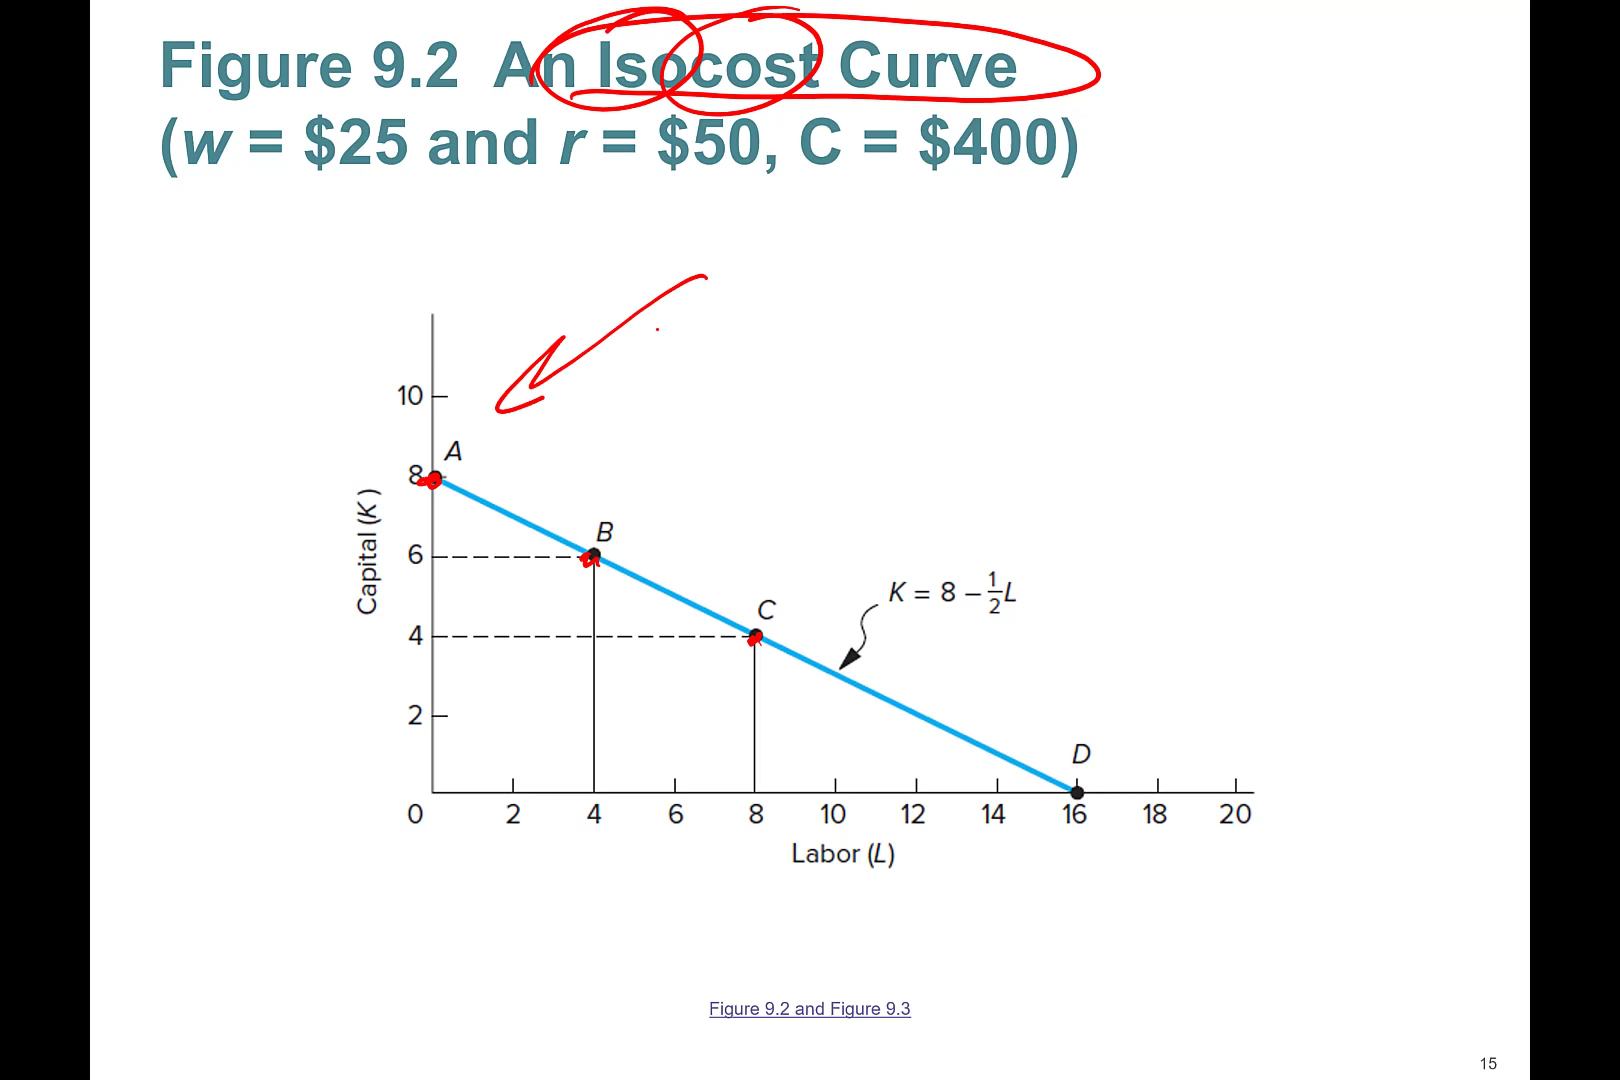 Figure 9.2 An Isocost Curve
(w = $25 and r = $50, C = $400)
10
A
8
B
6
Capital (K)
C
K = 8 – 1/2 L
4
2
D
0 2 4 6 8 10 12 14 16 18 20
Labor (L)
Figure 9.2 and Figure 9.3
15